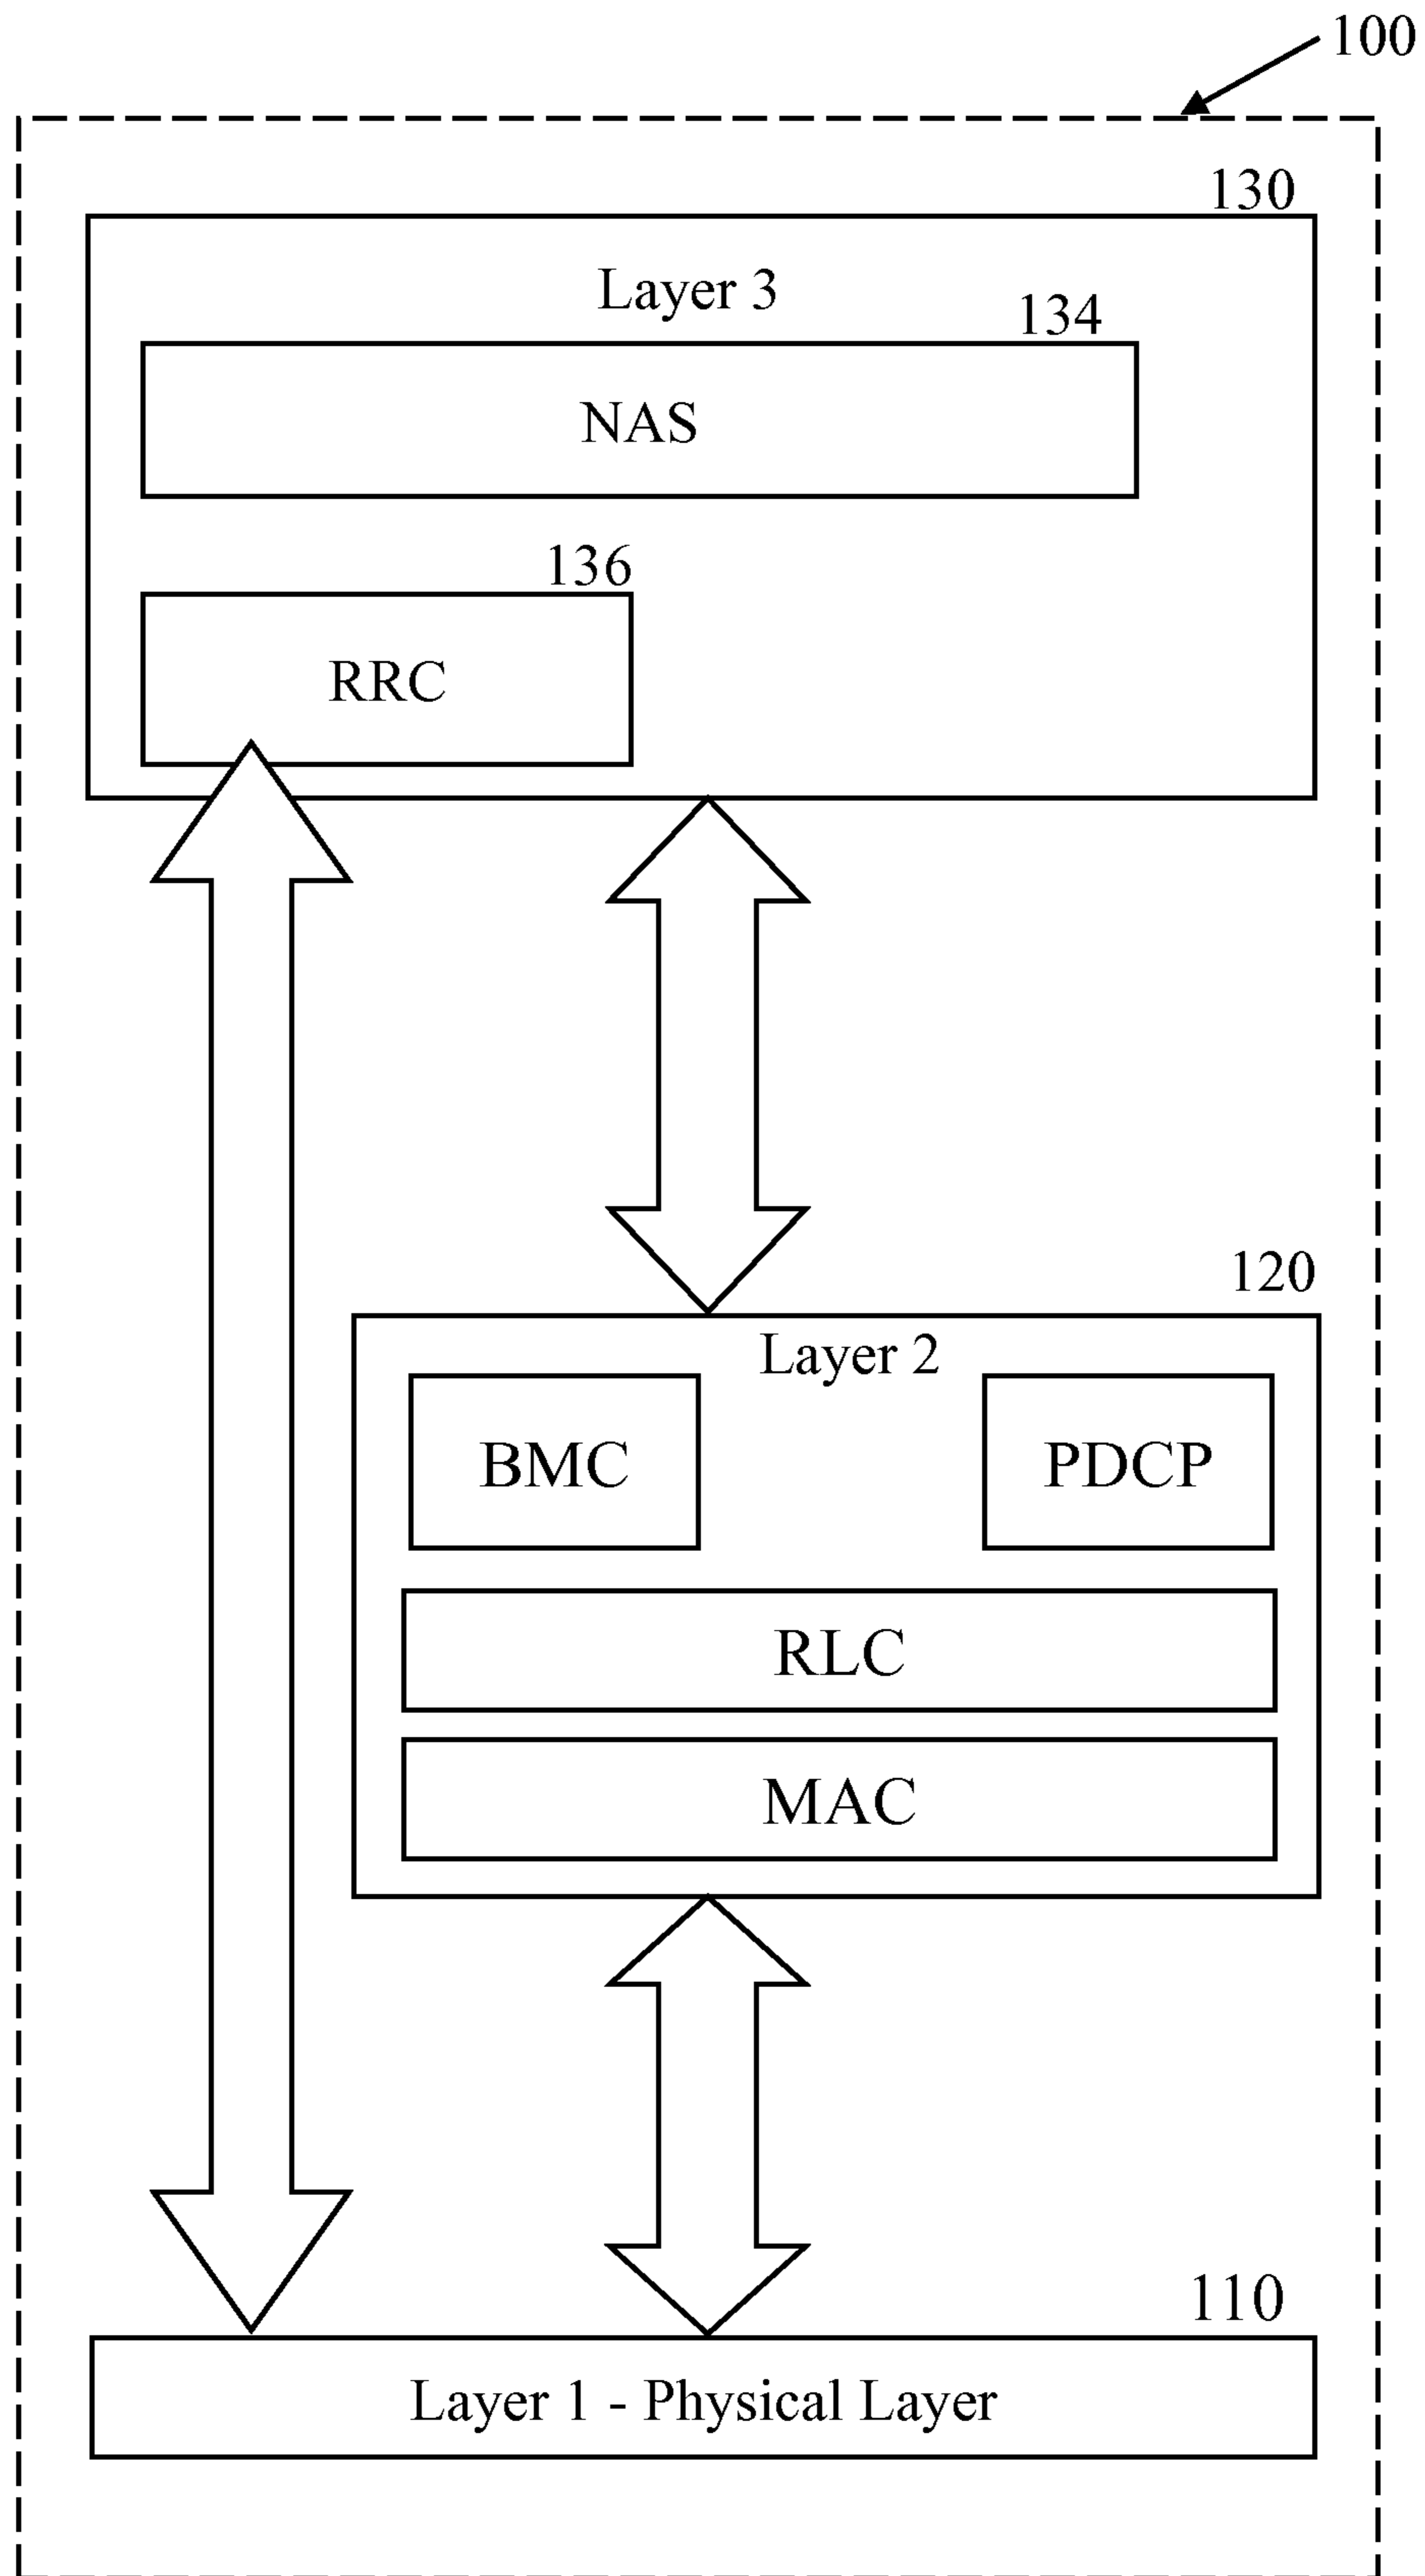 100
130
Layer 3
134
NAS
136
RRC
120
Layer 2
BMC
PDCP
RLC
MAC
110
Layer 1 - Physical Layer